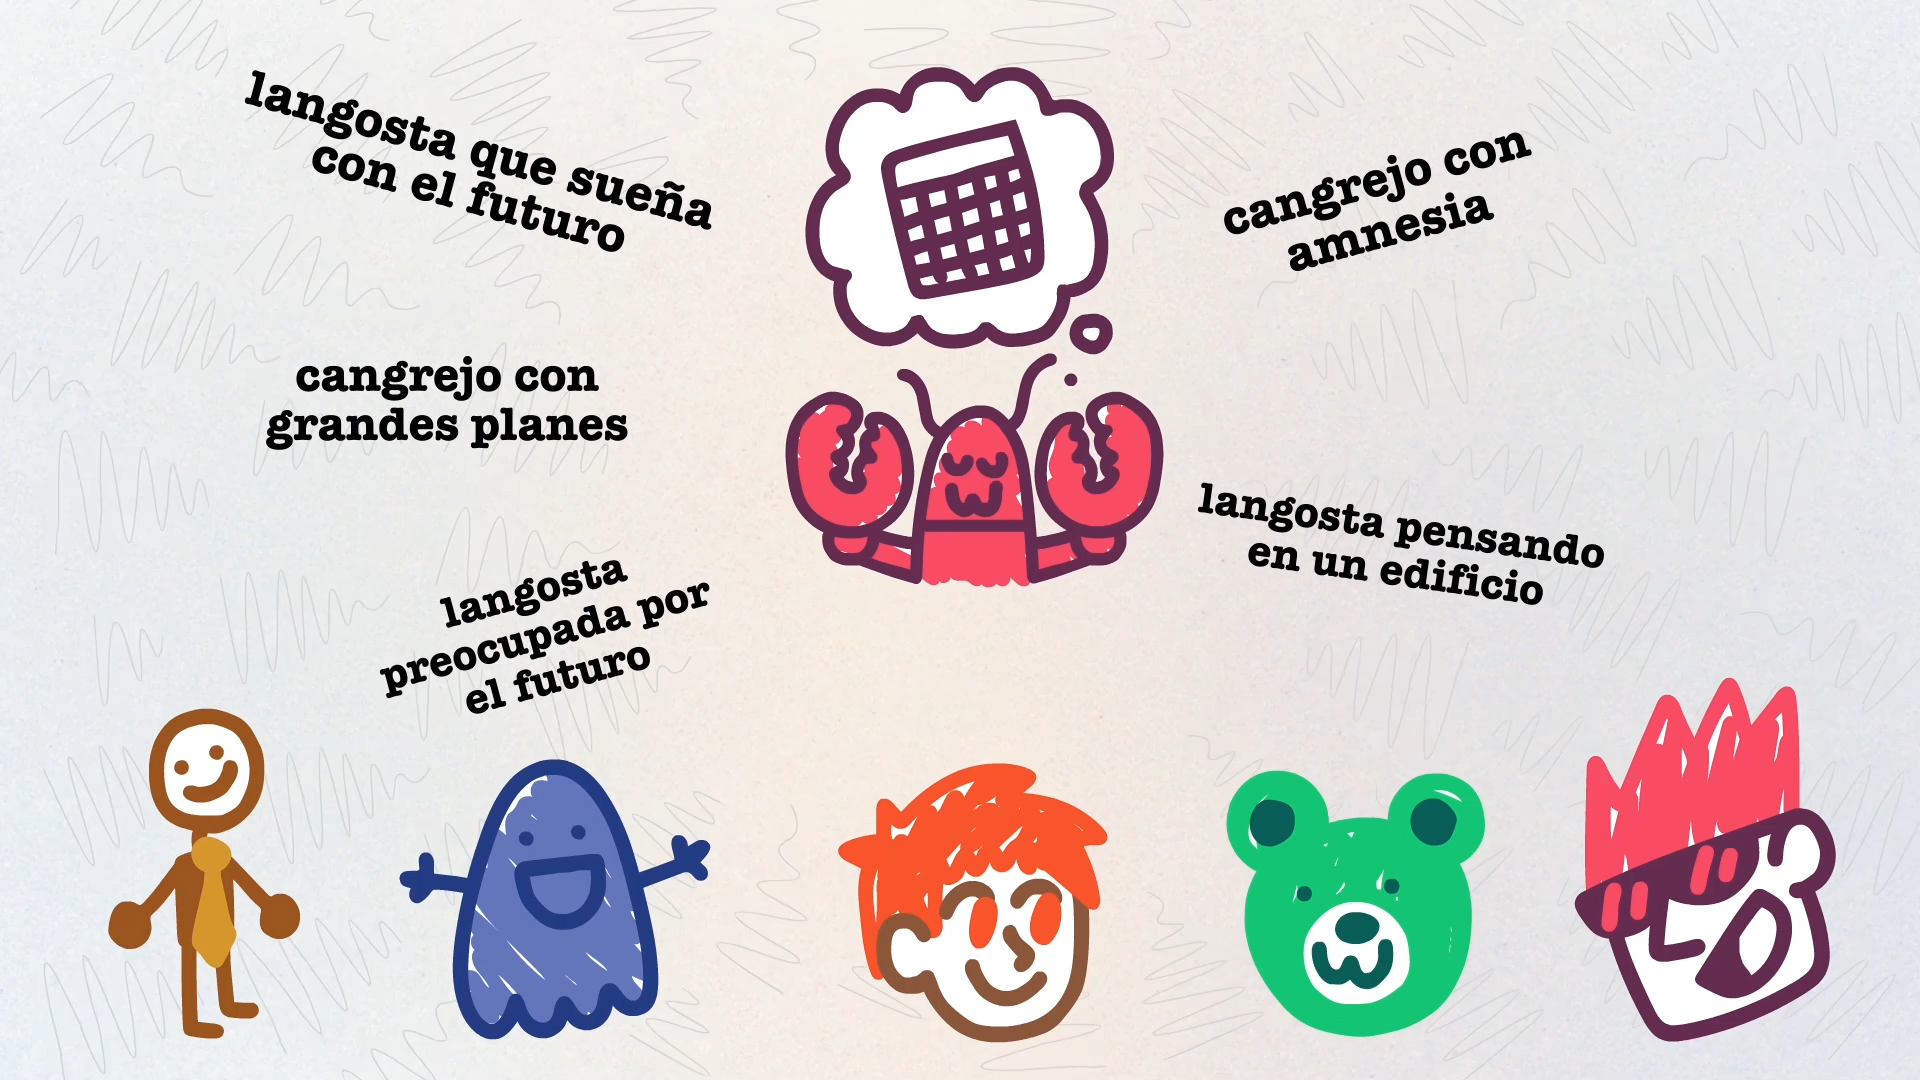 langosta que sueña
con el futuro
cangrejo con
amnesia
cangrejo con
grandes planes
langosta pensando
en un edificio
langosta
preocupada por
el futuro